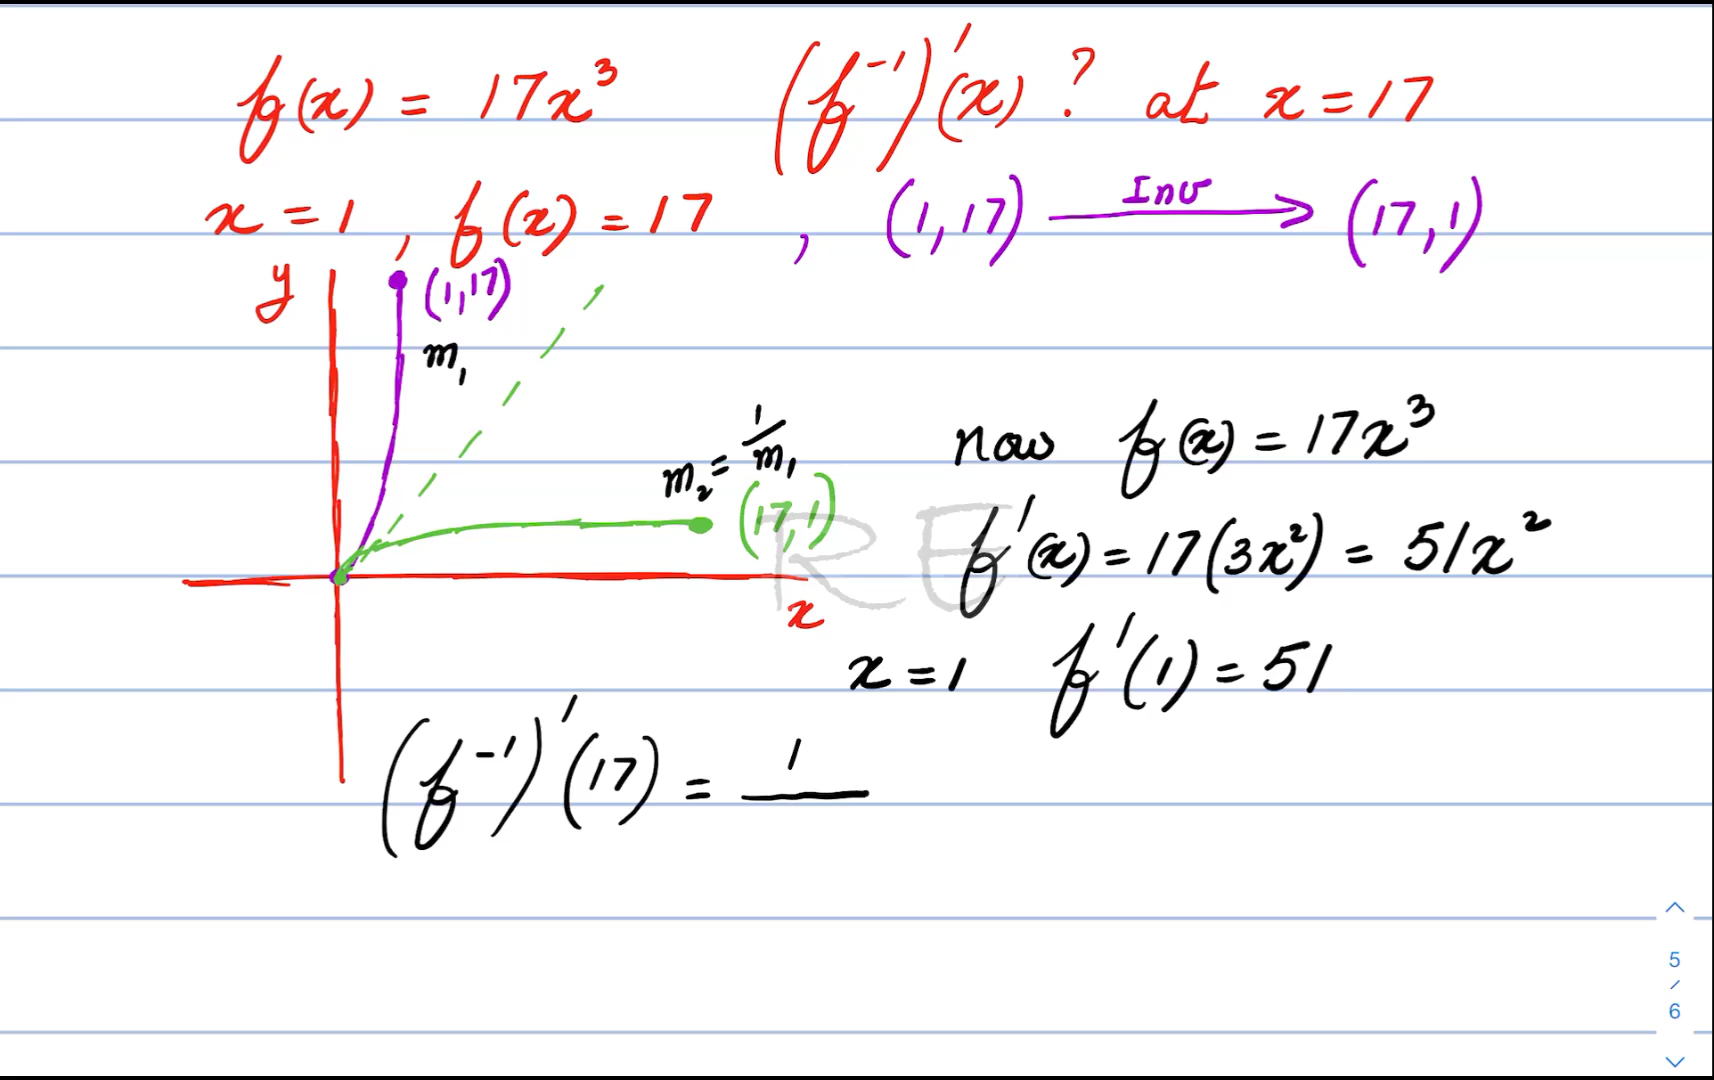 f(x) = 17x³ (f⁻¹)'(x) ? at x = 17
x = 1 , f(x) = 17 , (1,17) Inv → (17,1)
y (1,17)
m₁
m₂ = 1/m₁
(17,1)
x
now f(x) = 17x³
f'(x) = 17(3x²) = 51x²
x = 1 f'(1) = 51
(f⁻¹)'(17) = 1/
RE
5
/
6